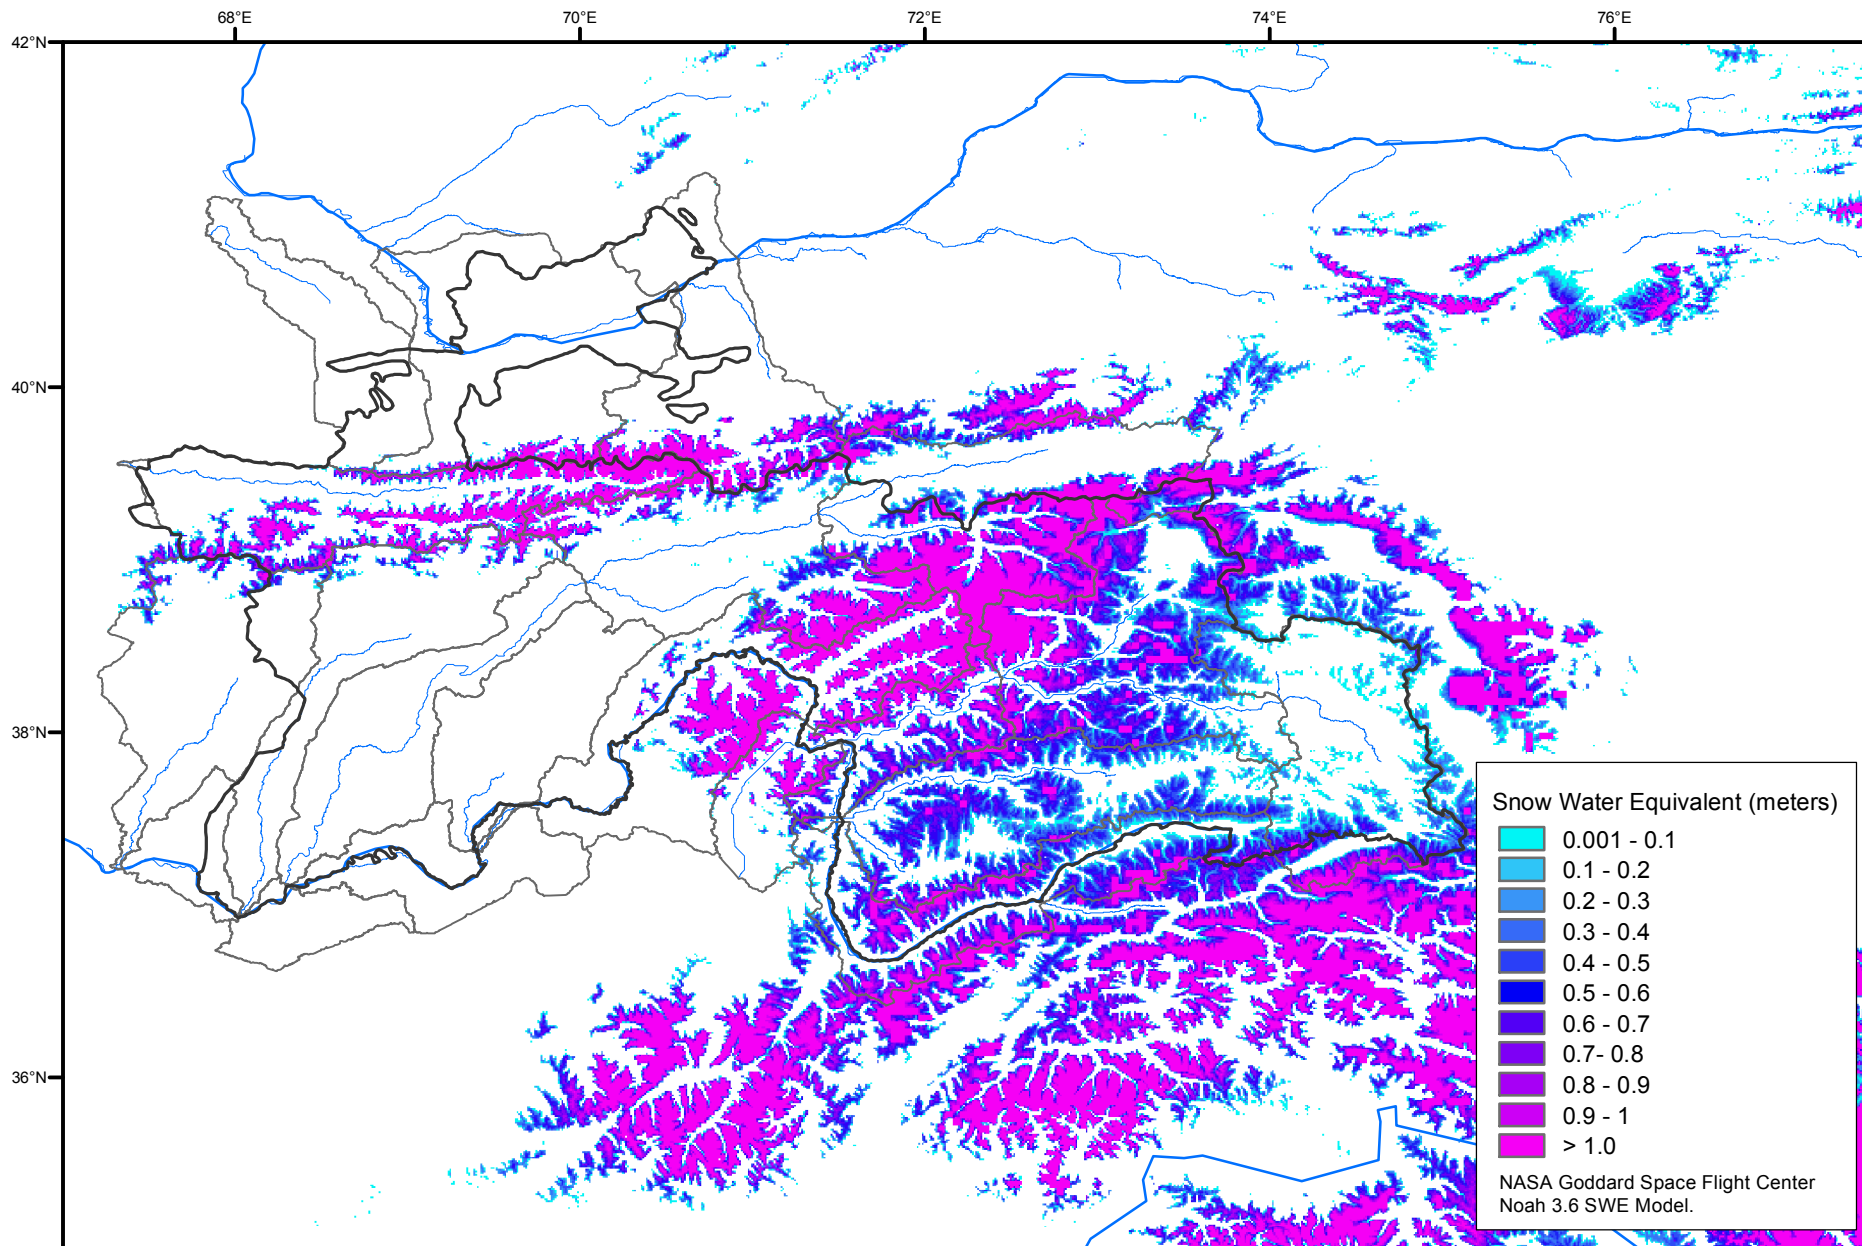 68°E
70°E
72°E
74°E
76°E
42°N
40°N
38°N
36°N
Snow Water Equivalent (meters)
0.001 - 0.1
0.1 - 0.2
0.2 - 0.3
0.3 - 0.4
0.4 - 0.5
0.5 - 0.6
0.6 - 0.7
0.7- 0.8
0.8 - 0.9
0.9 - 1
> 1.0
NASA Goddard Space Flight Center
Noah 3.6 SWE Model.